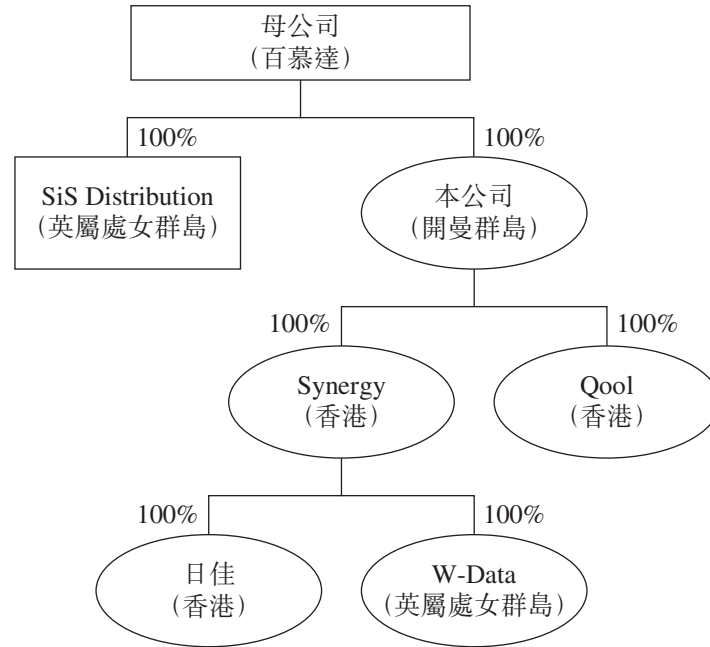 母公司
（百慕達）
100%
100%
SiS Distribution
（英屬處女群島）
本公司
（開曼群島）
100%
100%
Synergy
（香港）
Qool
（香港）
100%
100%
日佳
（香港）
W-Data
（英屬處女群島）